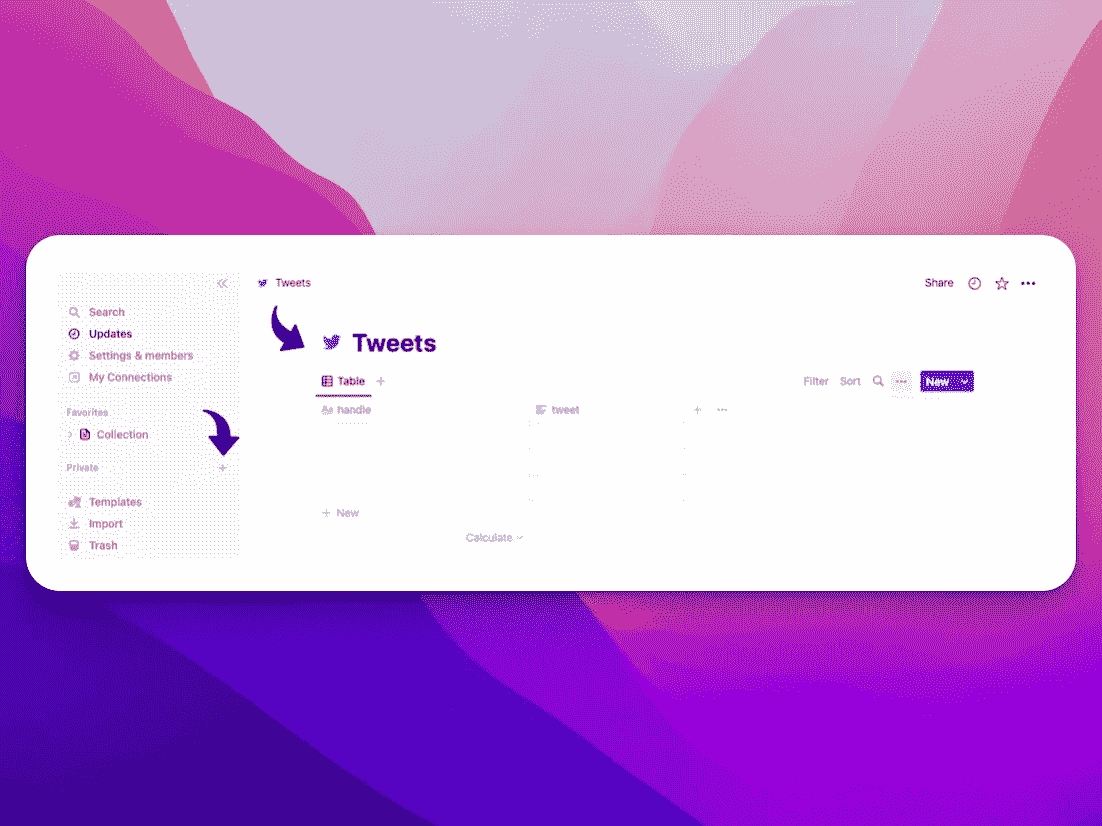 Tweets
Share
Search
Updates
Settings & members
My Connections
Favorites
Collection
Private
Templates
Import
Trash
Tweets
Table
Filter Sort
New
Aa handle
tweet
New
Calculate